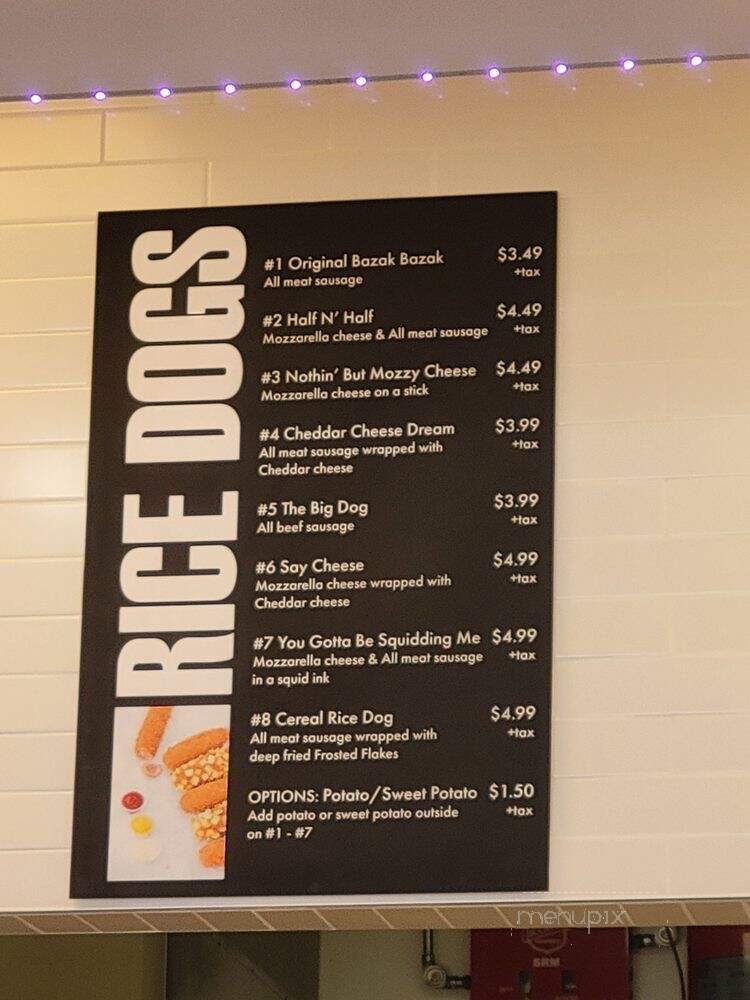 RICE DOGS
#1 Original Bazak Bazak $3.49
All meat sausage +tax
#2 Half N' Half $4.49
Mozzarella cheese & All meat sausage +tax
#3 Nothin' But Mozzy Cheese $4.49
Mozzarella cheese on a stick +tax
#4 Cheddar Cheese Dream $3.99
All meat sausage wrapped with +tax
Cheddar cheese
#5 The Big Dog $3.99
All beef sausage +tax
#6 Say Cheese $4.99
Mozzarella cheese wrapped with +tax
Cheddar cheese
#7 You Gotta Be Squidding Me $4.99
Mozzarella cheese & All meat sausage +tax
in a squid ink
#8 Cereal Rice Dog $4.99
All meat sausage wrapped with +tax
deep fried Frosted Flakes
OPTIONS: Potato/Sweet Potato $1.50
Add potato or sweet potato outside +tax
on #1 - #7
menupix
SRM